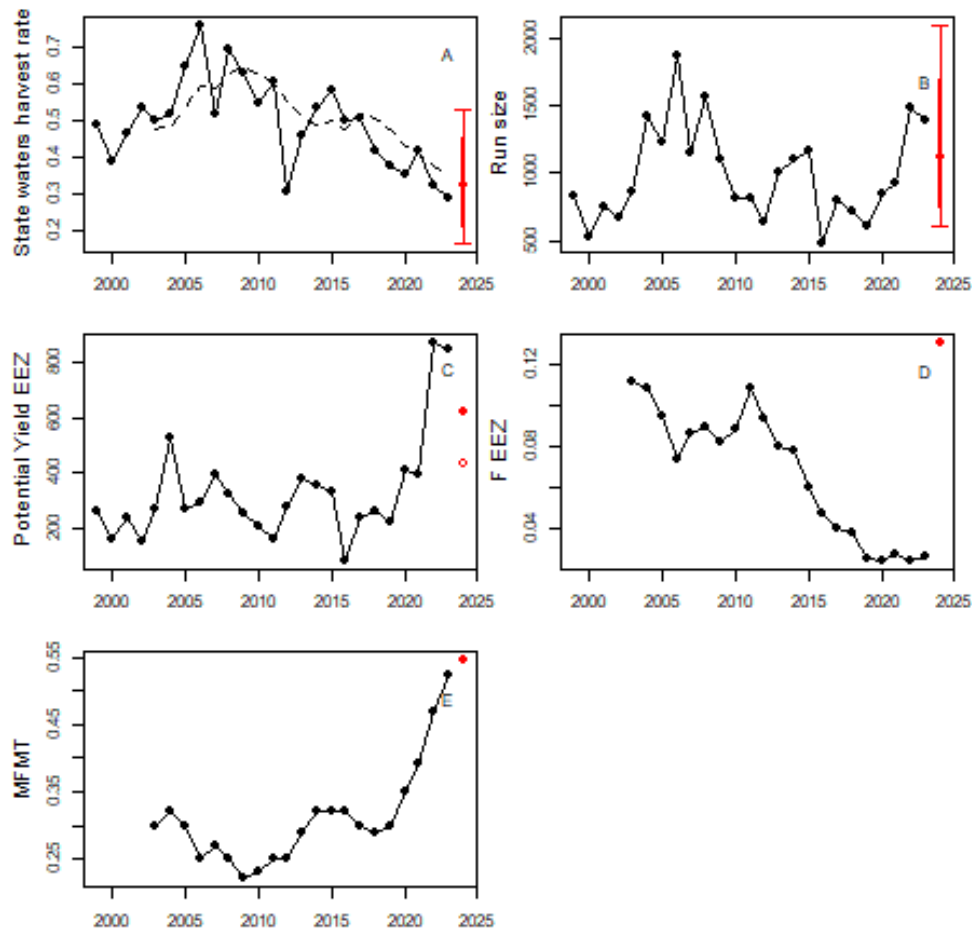 State waters harvest rate
0.7
0.6
0.5
0.4
0.3
0.2
A
2000 2005 2010 2015 2020 2025
Run size
2000
1500
1000
500
B
2000 2005 2010 2015 2020 2025
Potential Yield EEZ
800
600
400
200
C
2000 2005 2010 2015 2020 2025
F EEZ
0.12
0.08
0.04
D
2000 2005 2010 2015 2020 2025
MFMT
0.55
0.45
0.35
0.25
E
2000 2005 2010 2015 2020 2025